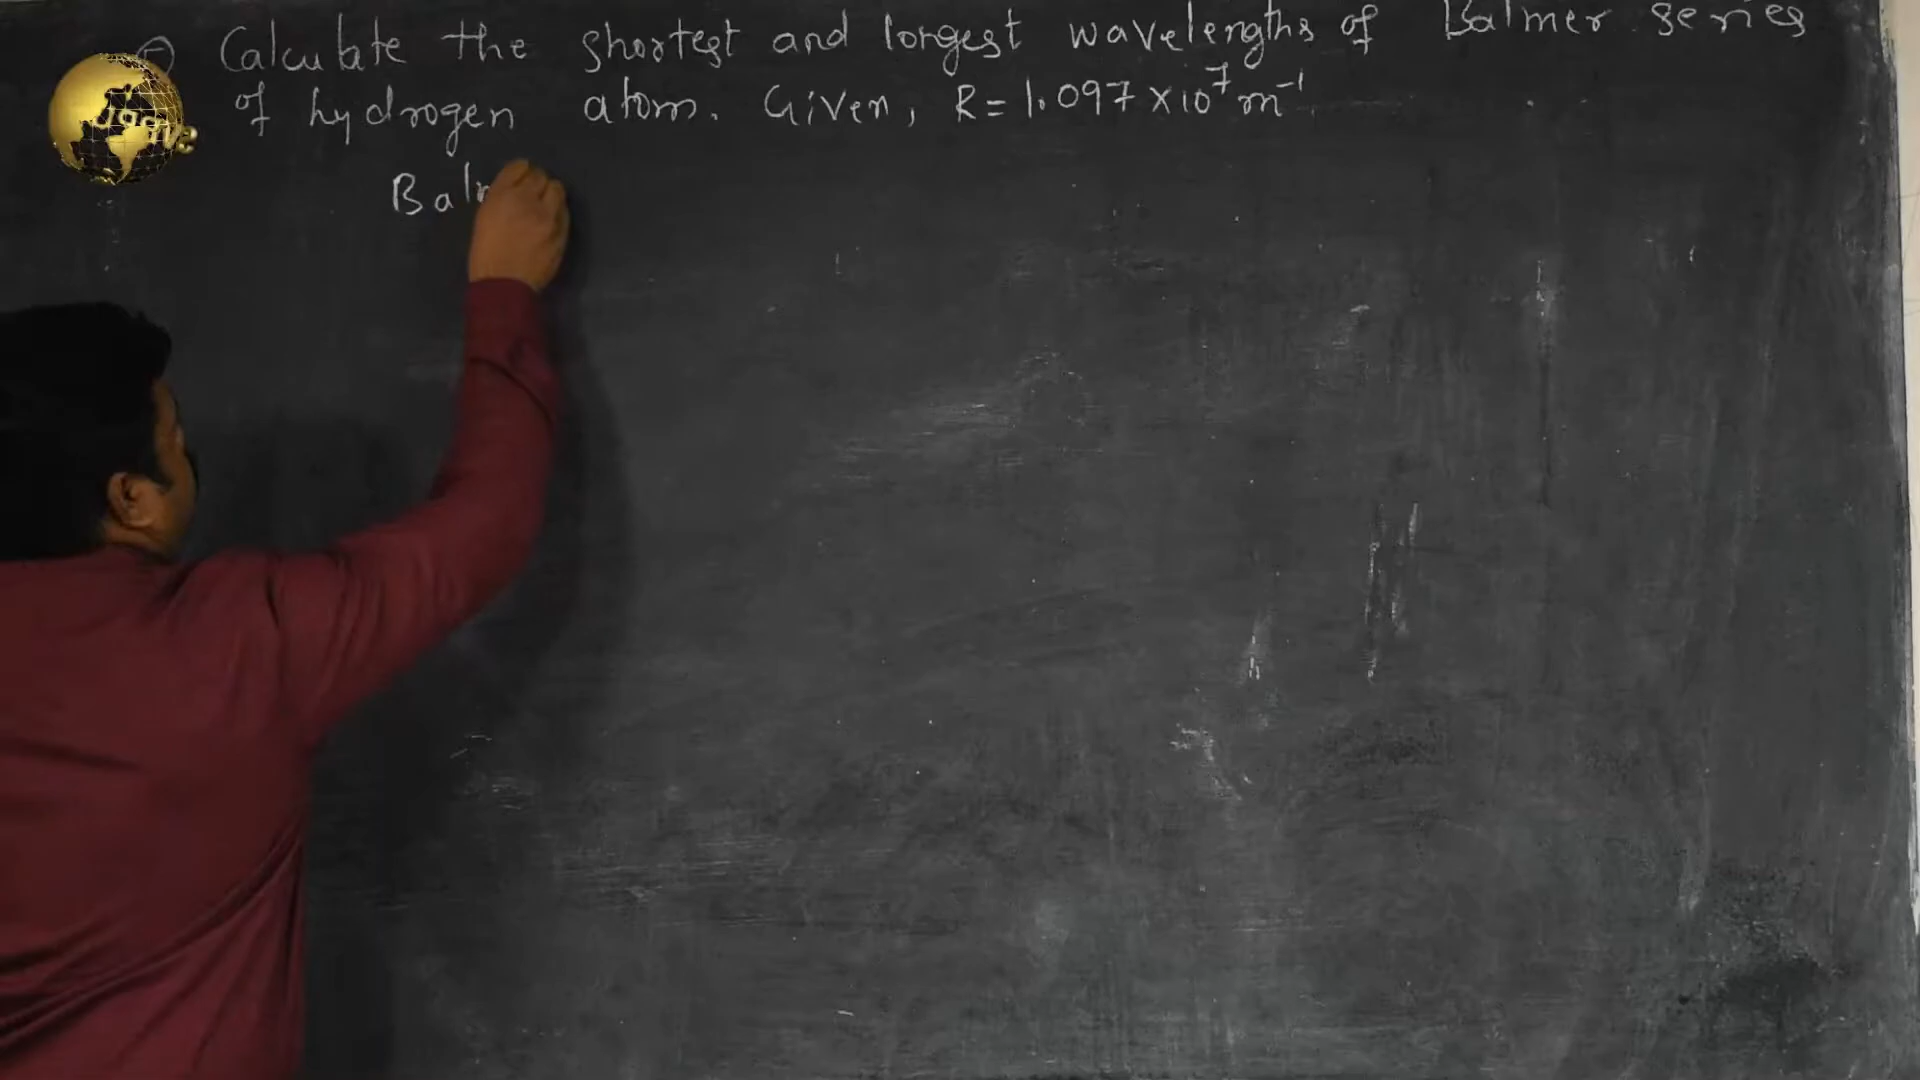 Calculate the shortest and longest wavelengths of Balmer series
of hydrogen atom. Given, R = 1.097 × 10⁷ m⁻¹.
Bal